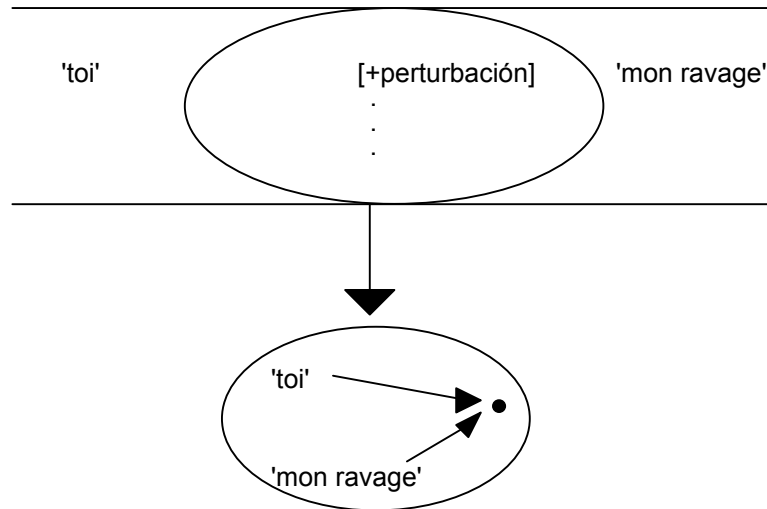 'toi' [+perturbación] 'mon ravage'
.
.
.
'toi'
'mon ravage'